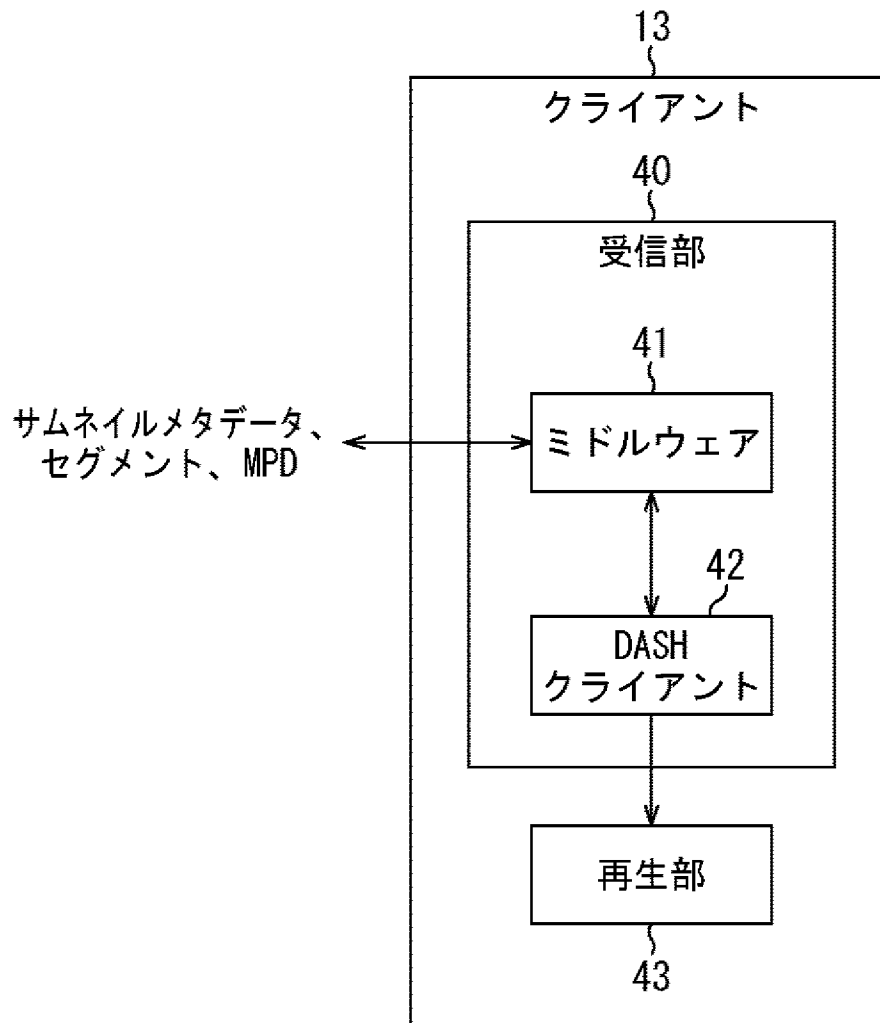 13
クライアント
40
受信部
41
サムネイルメタデータ、
セグメント、MPD
ミドルウェア
42
DASH
クライアント
再生部
43